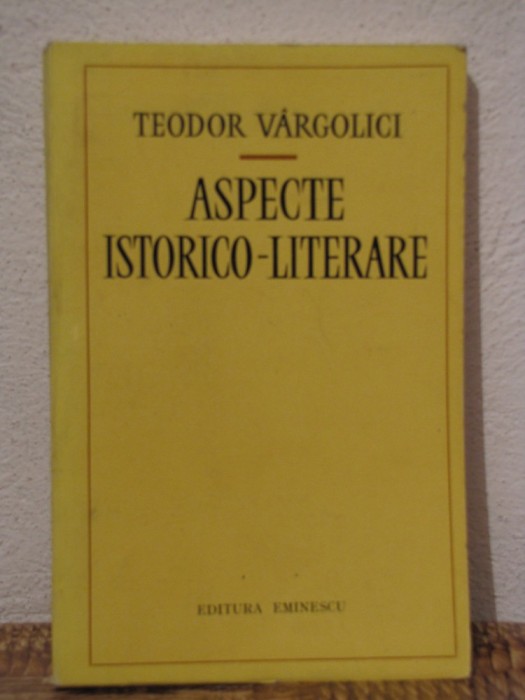 TEODOR VÂRGOLICI
ASPECTE
ISTORICO-LITERARE
EDITURA EMINESCU